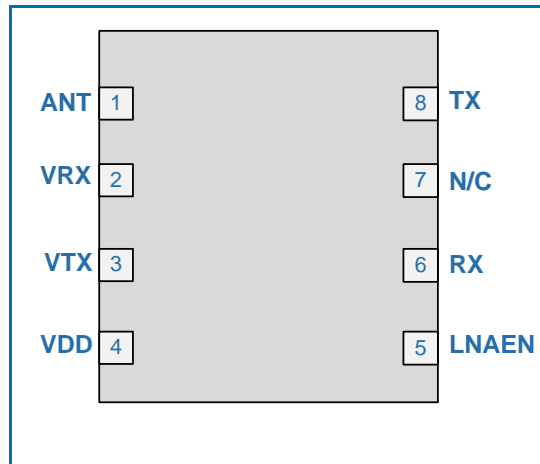 ANT 1 8 TX
VRX 2 7 N/C
VTX 3 6 RX
VDD 4 5 LNAEN